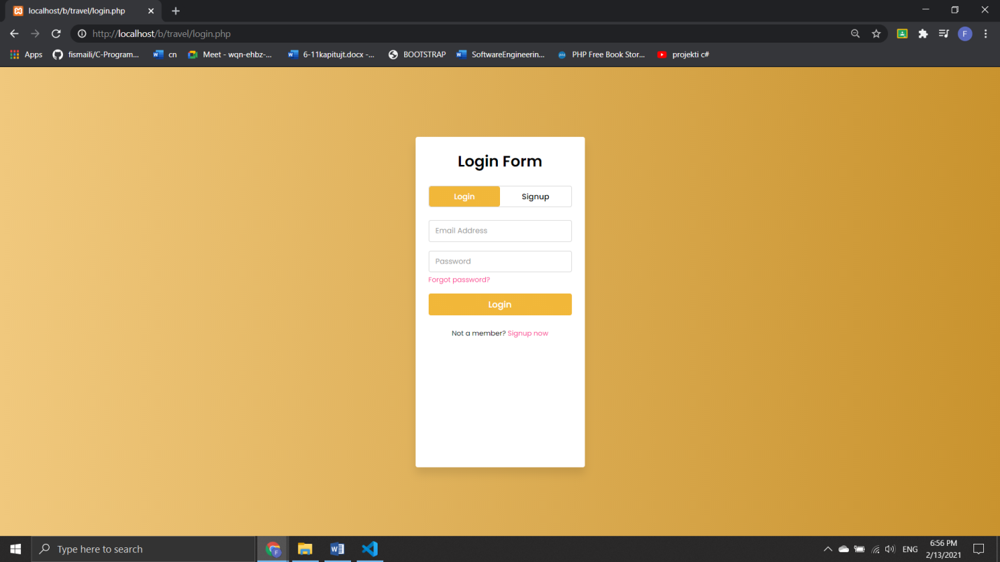 localhost/b/travel/login.php
http://localhost/b/travel/login.php
F
Apps fismaili/C-Program... cn Meet - wqn-ehbz-... 6-11kapitujt.docx -... BOOTSTRAP SoftwareEngineerin... PHP Free Book Stor... projekti c#
Login Form
Login Signup
Email Address
Password
Forgot password?
Login
Not a member? Signup now
Type here to search
ENG
6:56 PM
2/13/2021